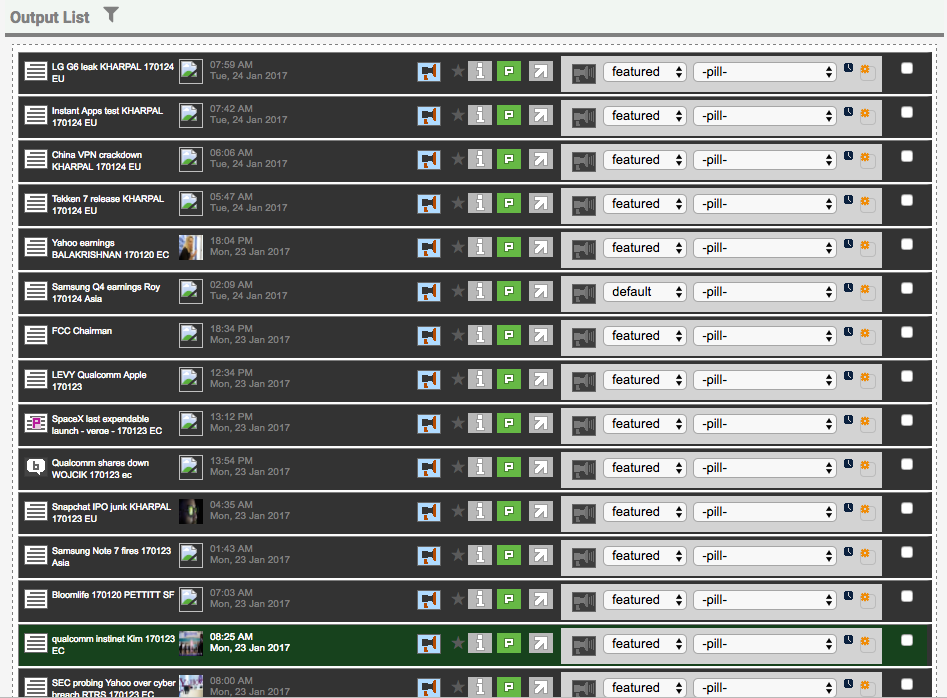 Output List
LG G6 leak KHARPAL 170124
EU
07:59 AM
Tue, 24 Jan 2017
i P featured -pill-
Instant Apps test KHARPAL
170124 EU
07:42 AM
Tue, 24 Jan 2017
i P featured -pill-
China VPN crackdown
KHARPAL 170124 EU
06:06 AM
Tue, 24 Jan 2017
i P featured -pill-
Tekken 7 release KHARPAL
170124 EU
05:47 AM
Tue, 24 Jan 2017
i P featured -pill-
Yahoo earnings
BALAKRISHNAN 170120 EC
18:04 PM
Mon, 23 Jan 2017
i P featured -pill-
Samsung Q4 earnings Roy
170124 Asia
02:09 AM
Tue, 24 Jan 2017
i P default -pill-
FCC Chairman
18:34 PM
Mon, 23 Jan 2017
i P featured -pill-
LEVY Qualcomm Apple
170123
12:34 PM
Mon, 23 Jan 2017
i P featured -pill-
P
SpaceX last expendable
launch - verge - 170123 EC
13:12 PM
Mon, 23 Jan 2017
i P featured -pill-
b
Qualcomm shares down
WOJCIK 170123 ec
13:54 PM
Mon, 23 Jan 2017
i P featured -pill-
Snapchat IPO junk KHARPAL
170123 EU
04:35 AM
Mon, 23 Jan 2017
i P featured -pill-
Samsung Note 7 fires 170123
Asia
01:43 AM
Mon, 23 Jan 2017
i P featured -pill-
Bloomlife 170120 PETTITT SF
07:03 AM
Mon, 23 Jan 2017
i P featured -pill-
qualcomm instinet Kim 170123
EC
08:25 AM
Mon, 23 Jan 2017
i P featured -pill-
SEC probing Yahoo over cyber
breach RTRS 170123 EC
08:00 AM
Mon, 23 Jan 2017
i P featured -pill-